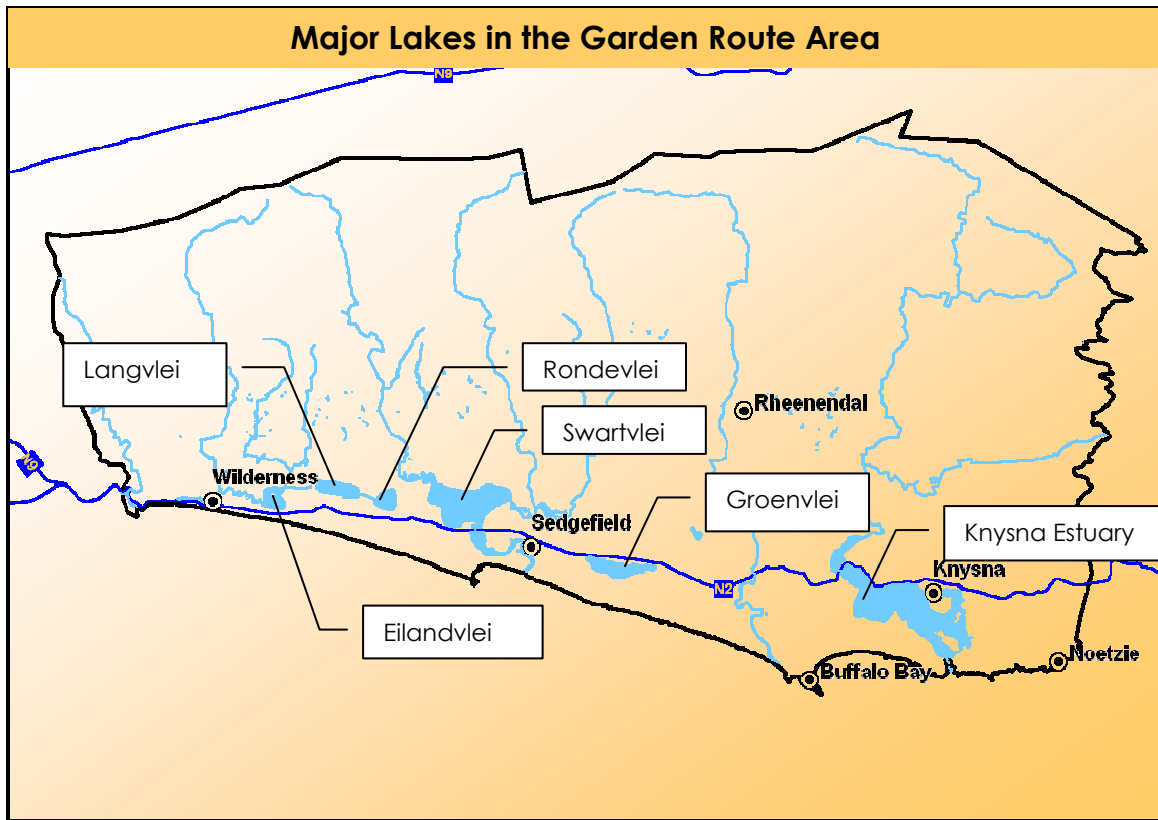 Major Lakes in the Garden Route Area
N9
Langvlei
Rondevlei
Swartvlei
Rheenendal
N9
Wilderness
Groenvlei
Sedgefield
Knysna Estuary
Knysna
N2
Eilandvlei
Buffalo Bay
Noetzie